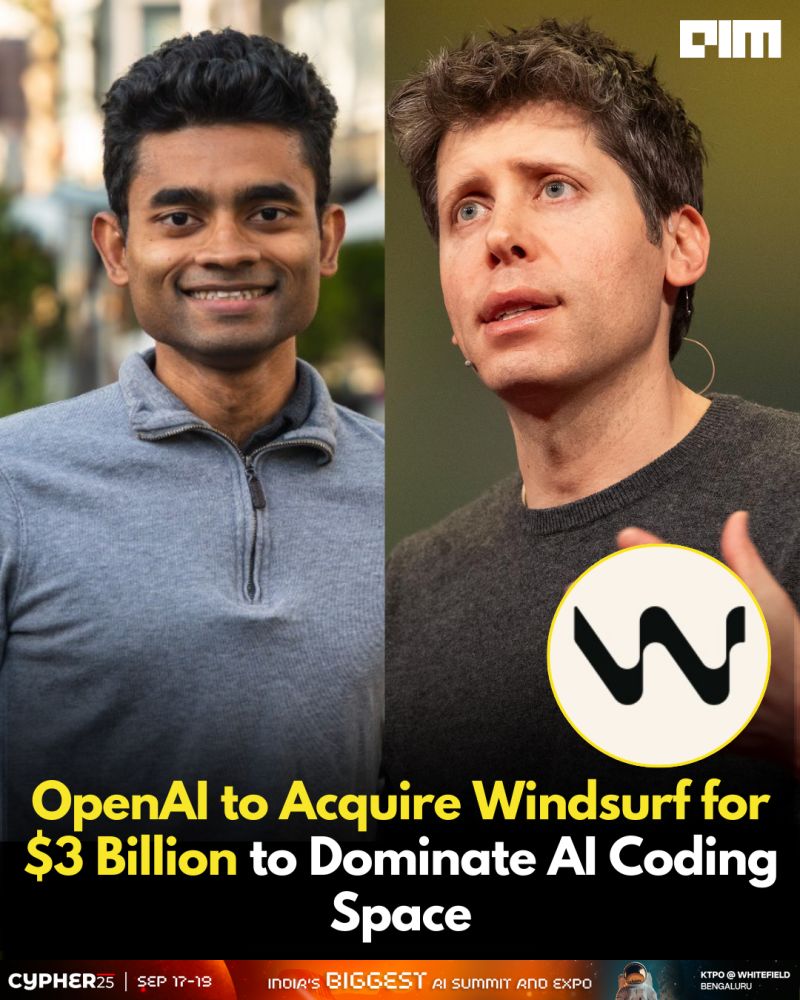 AIM
OpenAI to Acquire Windsurf for
$3 Billion to Dominate AI Coding
Space
CYPHER25 | SEP 17-19
INDIA'S BIGGEST AI SUMMIT AND EXPO
KTPO @ WHITEFIELD
BENGALURU